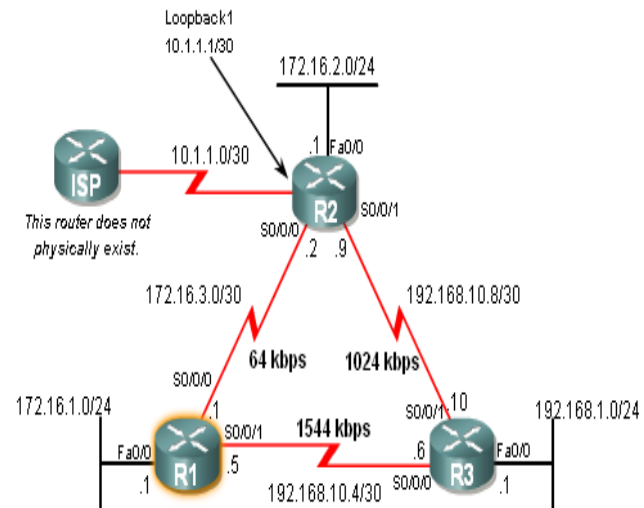 Loopback1
10.1.1.1/30
172.16.2.0/24
10.1.1.0/30
.1
Fa0/0
ISP
R2
S0/0/1
This router does not
physically exist.
S0/0/0
.2
.9
172.16.3.0/30
192.168.10.8/30
64 kbps
1024 kbps
S0/0/0
.1
172.16.1.0/24
S0/0/1
.10
192.168.1.0/24
1544 kbps
S0/0/1
Fa0/0
R1
.5
.1
.6
R3
Fa0/0
.1
S0/0/0
192.168.10.4/30